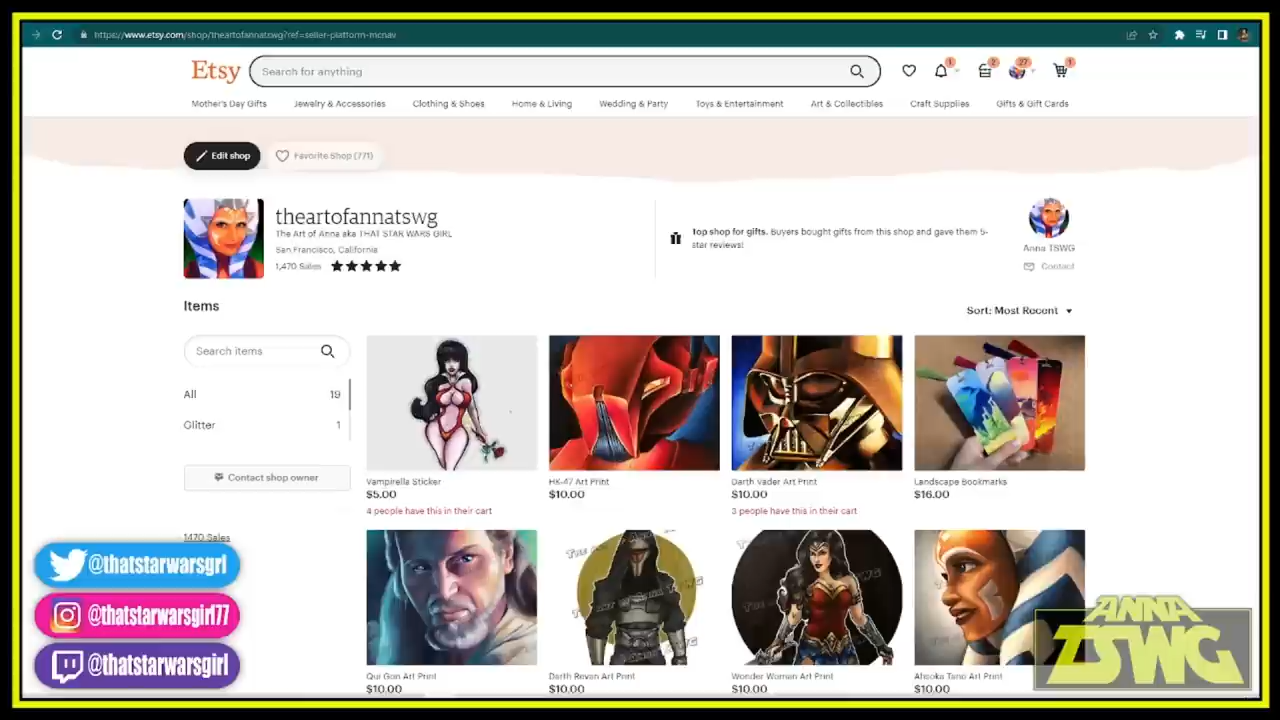 https://www.etsy.com/shop/theartofannatswg?ref=seller-platform-mcnav
Etsy
Search for anything
1
2
27
1
Mother's Day Gifts
Jewelry & Accessories
Clothing & Shoes
Home & Living
Wedding & Party
Toys & Entertainment
Art & Collectibles
Craft Supplies
Gifts & Gift Cards
Edit shop
Favorite Shop (771)
theartofannatswg
The Art of Anna aka THAT STAR WARS GIRL
San Francisco, California
1,470 Sales
Top shop for gifts. Buyers bought gifts from this shop and gave them 5-
star reviews!
Anna TSWG
Contact
Items
Sort: Most Recent
Search items
All 19
Glitter 1
Contact shop owner
1470 Sales
Vampirella Sticker
$5.00
4 people have this in their cart
HK-47 Art Print
$10.00
Darth Vader Art Print
$10.00
3 people have this in their cart
Landscape Bookmarks
$16.00
Qui Gon Art Print
$10.00
Darth Revan Art Print
$10.00
Wonder Woman Art Print
$10.00
Ahsoka Tano Art Print
$10.00
@thatstarwarsgrl
@thatstarwarsgirl77
@thatstarwarsgirl
ANNA
TSWG